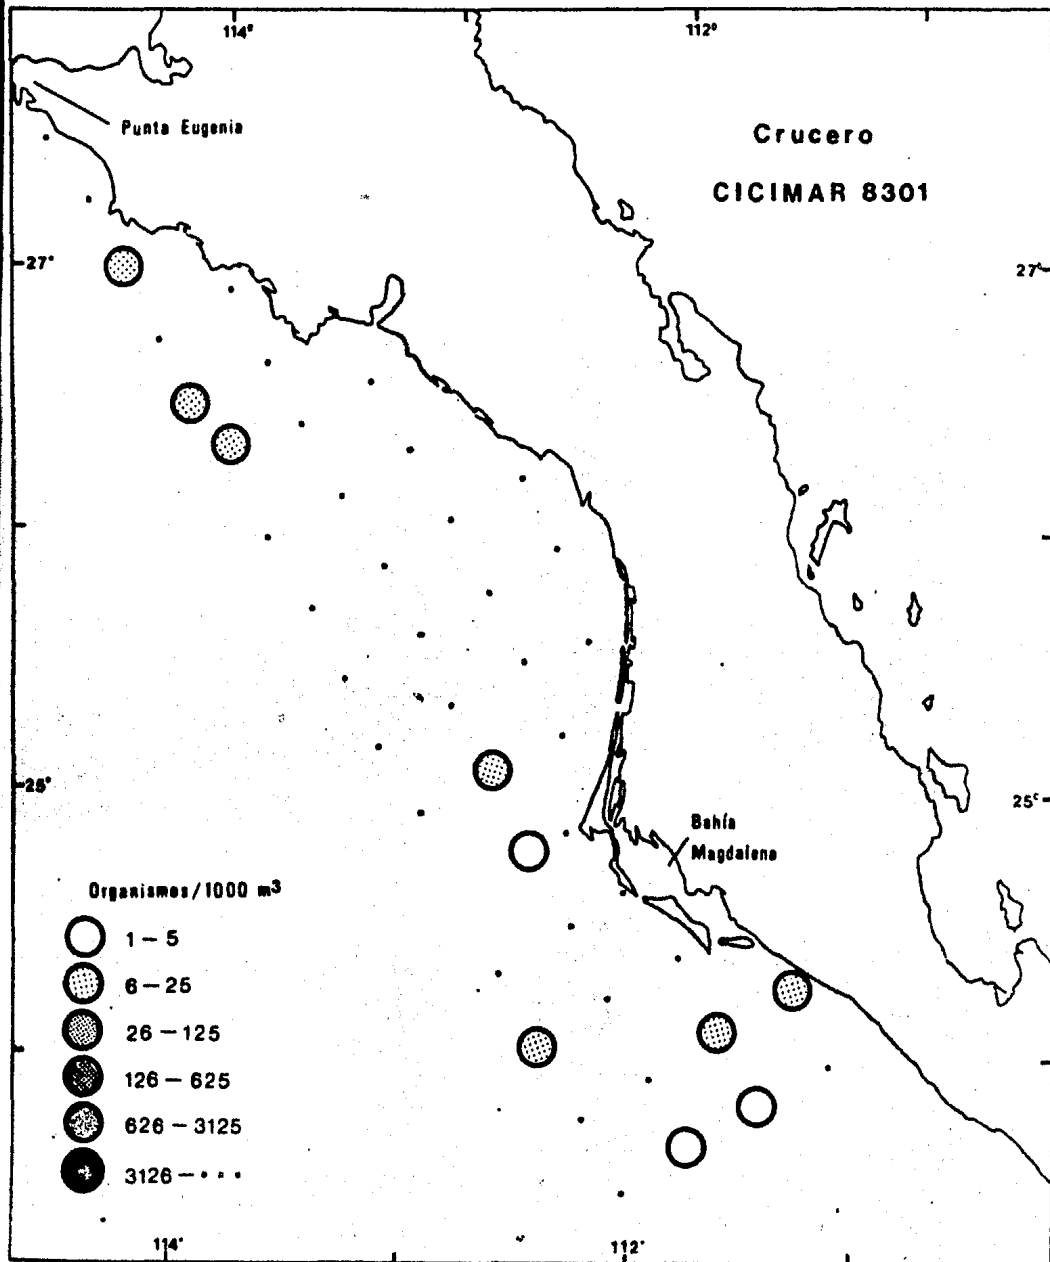 114°
112°
Punta Eugenia
Crucero
CICIMAR 8301
27°
27°
25°
25°
Bahía
Magdalena
Organismos/1000 m³
1 – 5
6 – 25
26 – 125
126 – 625
626 – 3125
3126 – • • •
114°
112°